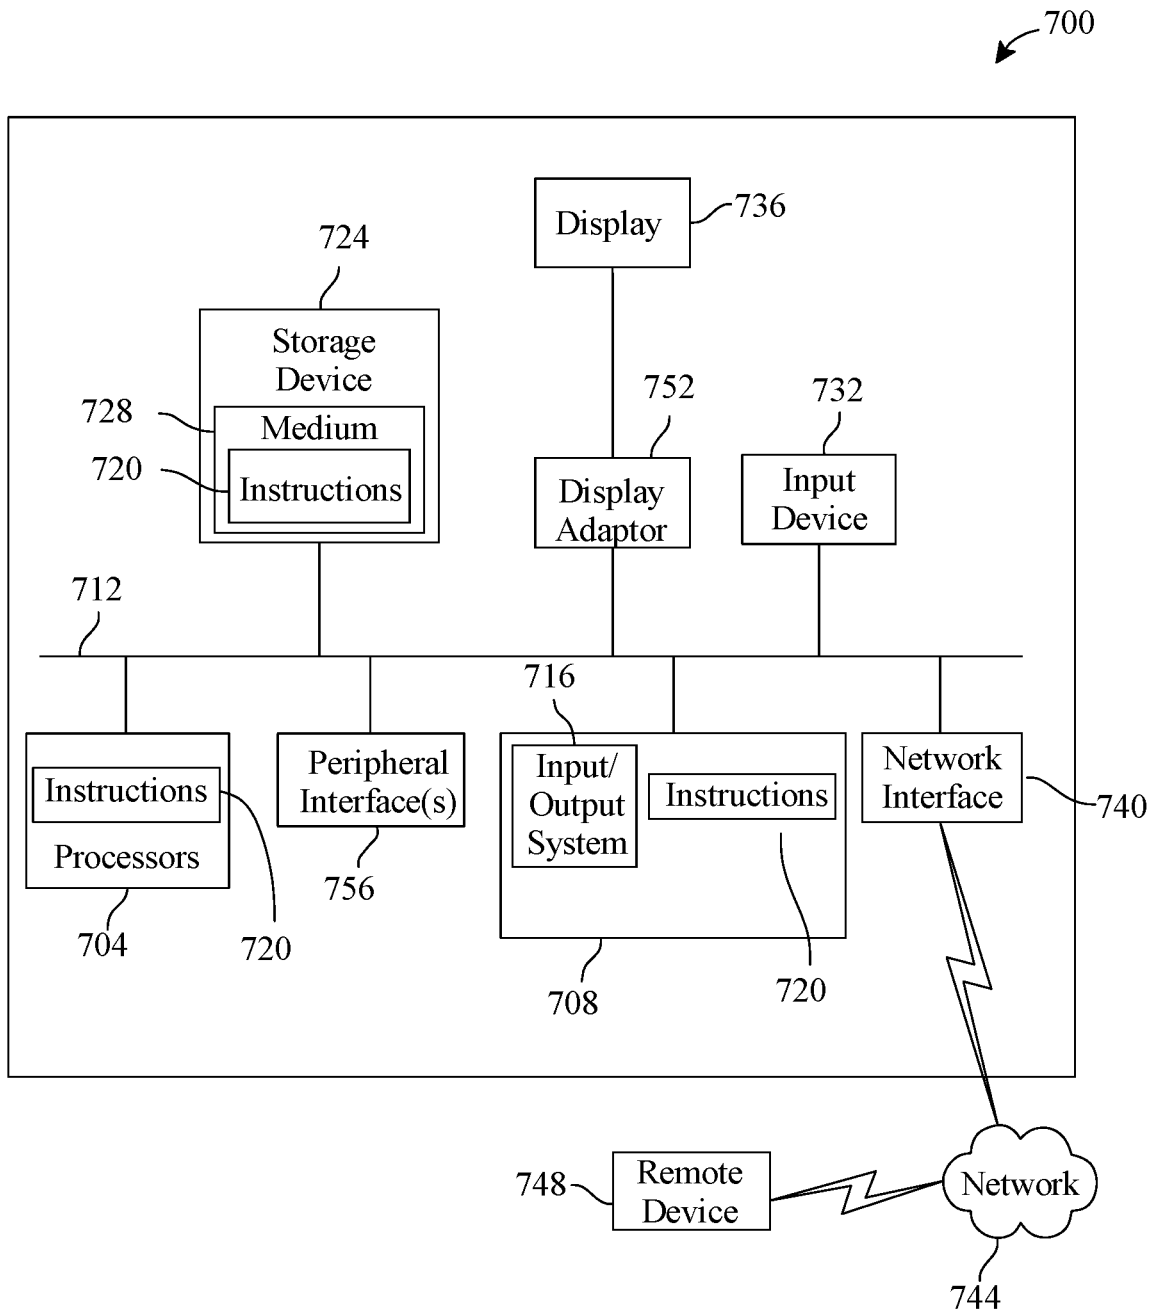 700
Display
736
724
Storage
Device
728
Medium
720
Instructions
752
Display
Adaptor
732
Input
Device
712
716
Instructions
Processors
704
720
Peripheral
Interface(s)
756
Input/
Output
System
Instructions
708
720
Network
Interface
740
748
Remote
Device
Network
744